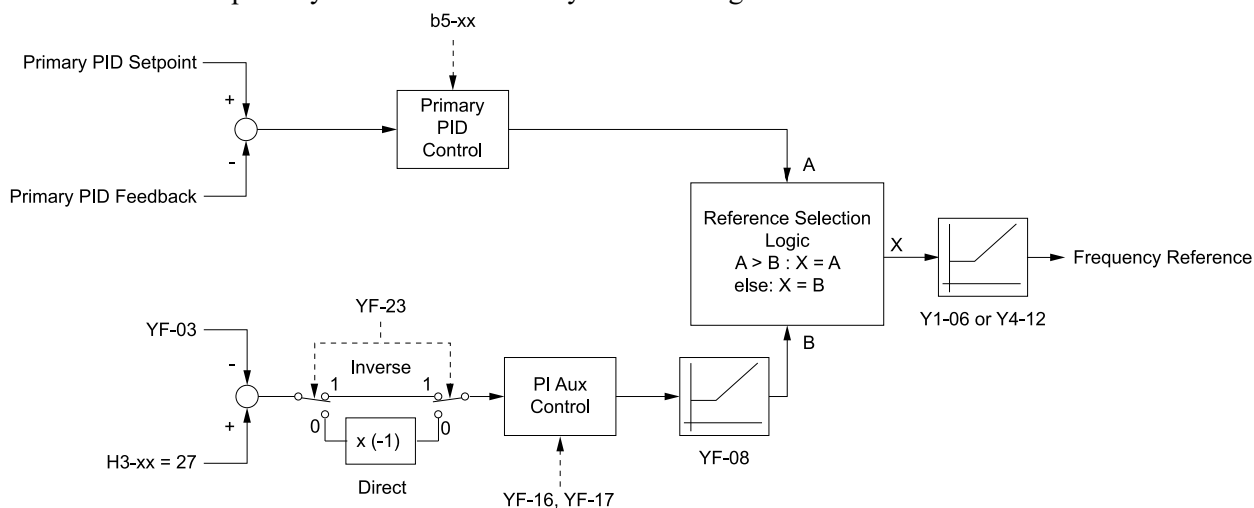 b5-xx
Primary PID Setpoint
+
Primary
PID
Control
-
A
Primary PID Feedback
Reference Selection
Logic
A > B : X = A
else: X = B
X
Frequency Reference
Y1-06 or Y4-12
YF-23
YF-03
B
-
Inverse
1
1
PI Aux
Control
+
0
x (-1)
0
YF-08
H3-xx = 27
Direct
YF-16, YF-17